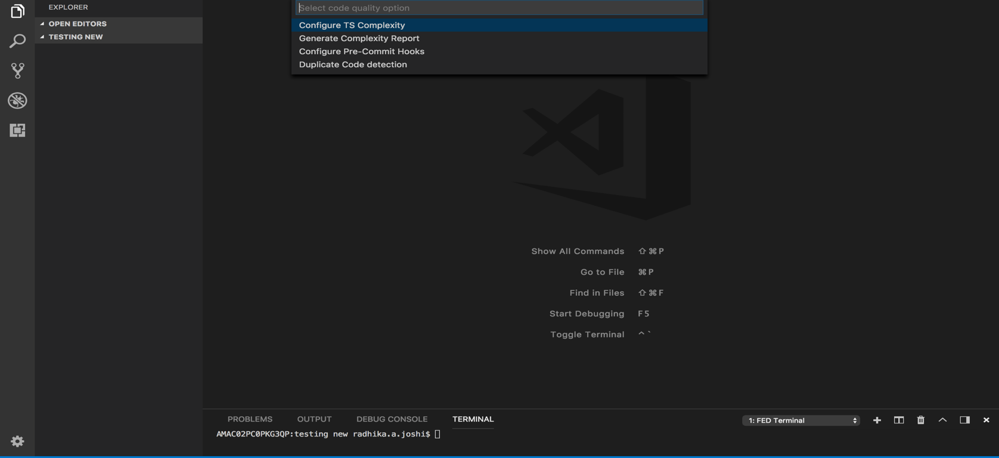 EXPLORER
OPEN EDITORS
TESTING NEW
Select code quality option
Configure TS Complexity
Generate Complexity Report
Configure Pre-Commit Hooks
Duplicate Code detection
Show All Commands ⇧⌘P
Go to File ⌘P
Find in Files ⇧⌘F
Start Debugging F5
Toggle Terminal ^`
PROBLEMS OUTPUT DEBUG CONSOLE TERMINAL 1: FED Terminal
AMAC02PC0PKG3QP:testing new radhika.a.joshi$